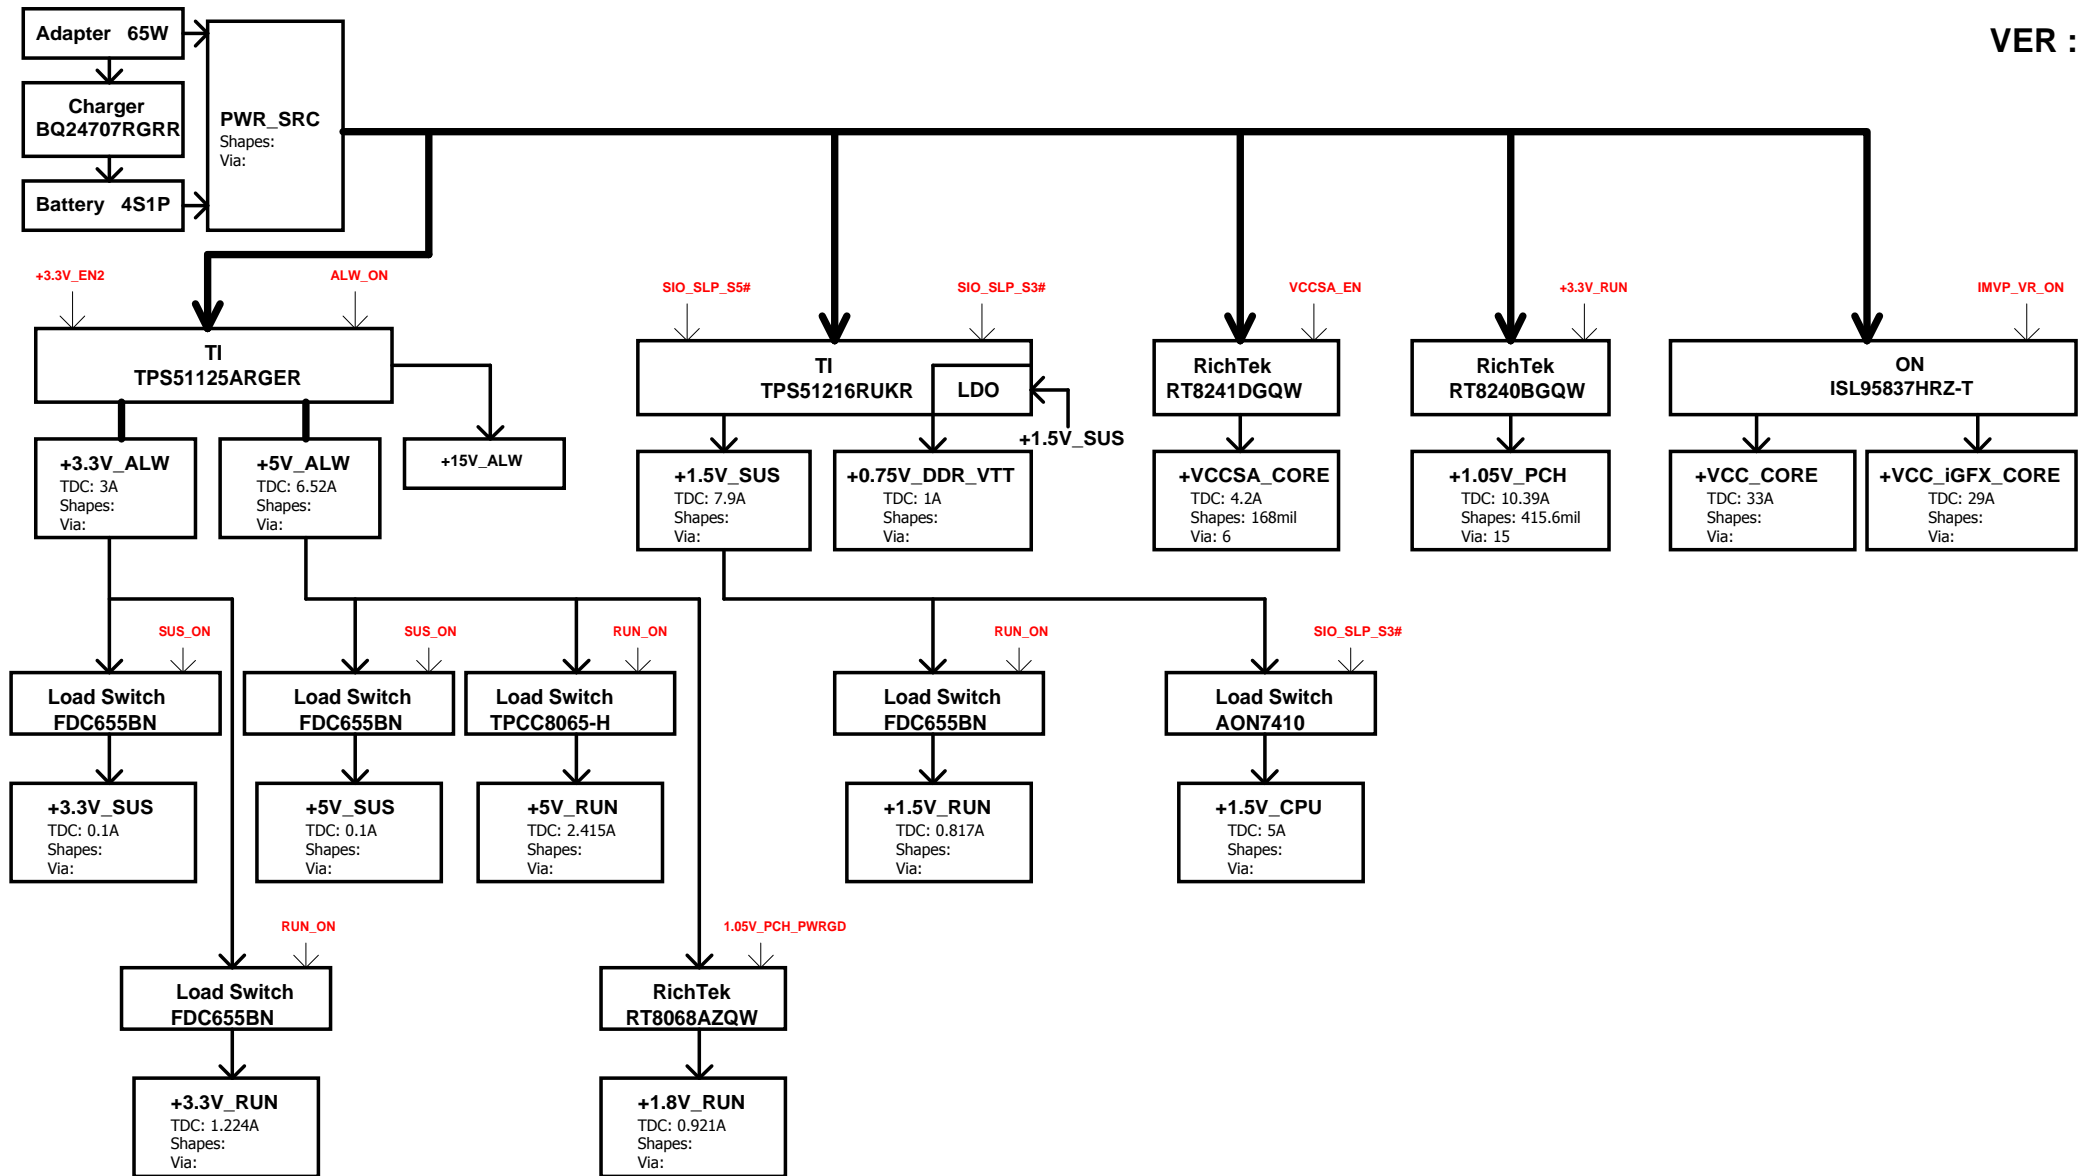 VER :
Adapter 65W
Charger
BQ24707RGRR
Battery 4S1P
PWR_SRC
Shapes:
Via:
+3.3V_EN2
ALW_ON
SIO_SLP_S5#
SIO_SLP_S3#
VCCSA_EN
+3.3V_RUN
IMVP_VR_ON
TI
TPS51125ARGER
TI
TPS51216RUKR
LDO
+1.5V_SUS
RichTek
RT8241DGQW
RichTek
RT8240BGQW
ON
ISL95837HRZ-T
+3.3V_ALW
TDC: 3A
Shapes:
Via:
+5V_ALW
TDC: 6.52A
Shapes:
Via:
+15V_ALW
+1.5V_SUS
TDC: 7.9A
Shapes:
Via:
+0.75V_DDR_VTT
TDC: 1A
Shapes:
Via:
+VCCSA_CORE
TDC: 4.2A
Shapes: 168mil
Via: 6
+1.05V_PCH
TDC: 10.39A
Shapes: 415.6mil
Via: 15
+VCC_CORE
TDC: 33A
Shapes:
Via:
+VCC_iGFX_CORE
TDC: 29A
Shapes:
Via:
SUS_ON
SUS_ON
RUN_ON
RUN_ON
SIO_SLP_S3#
Load Switch
FDC655BN
Load Switch
FDC655BN
Load Switch
TPCC8065-H
Load Switch
FDC655BN
Load Switch
AON7410
+3.3V_SUS
TDC: 0.1A
Shapes:
Via:
+5V_SUS
TDC: 0.1A
Shapes:
Via:
+5V_RUN
TDC: 2.415A
Shapes:
Via:
+1.5V_RUN
TDC: 0.817A
Shapes:
Via:
+1.5V_CPU
TDC: 5A
Shapes:
Via:
RUN_ON
1.05V_PCH_PWRGD
Load Switch
FDC655BN
RichTek
RT8068AZQW
+3.3V_RUN
TDC: 1.224A
Shapes:
Via:
+1.8V_RUN
TDC: 0.921A
Shapes:
Via: